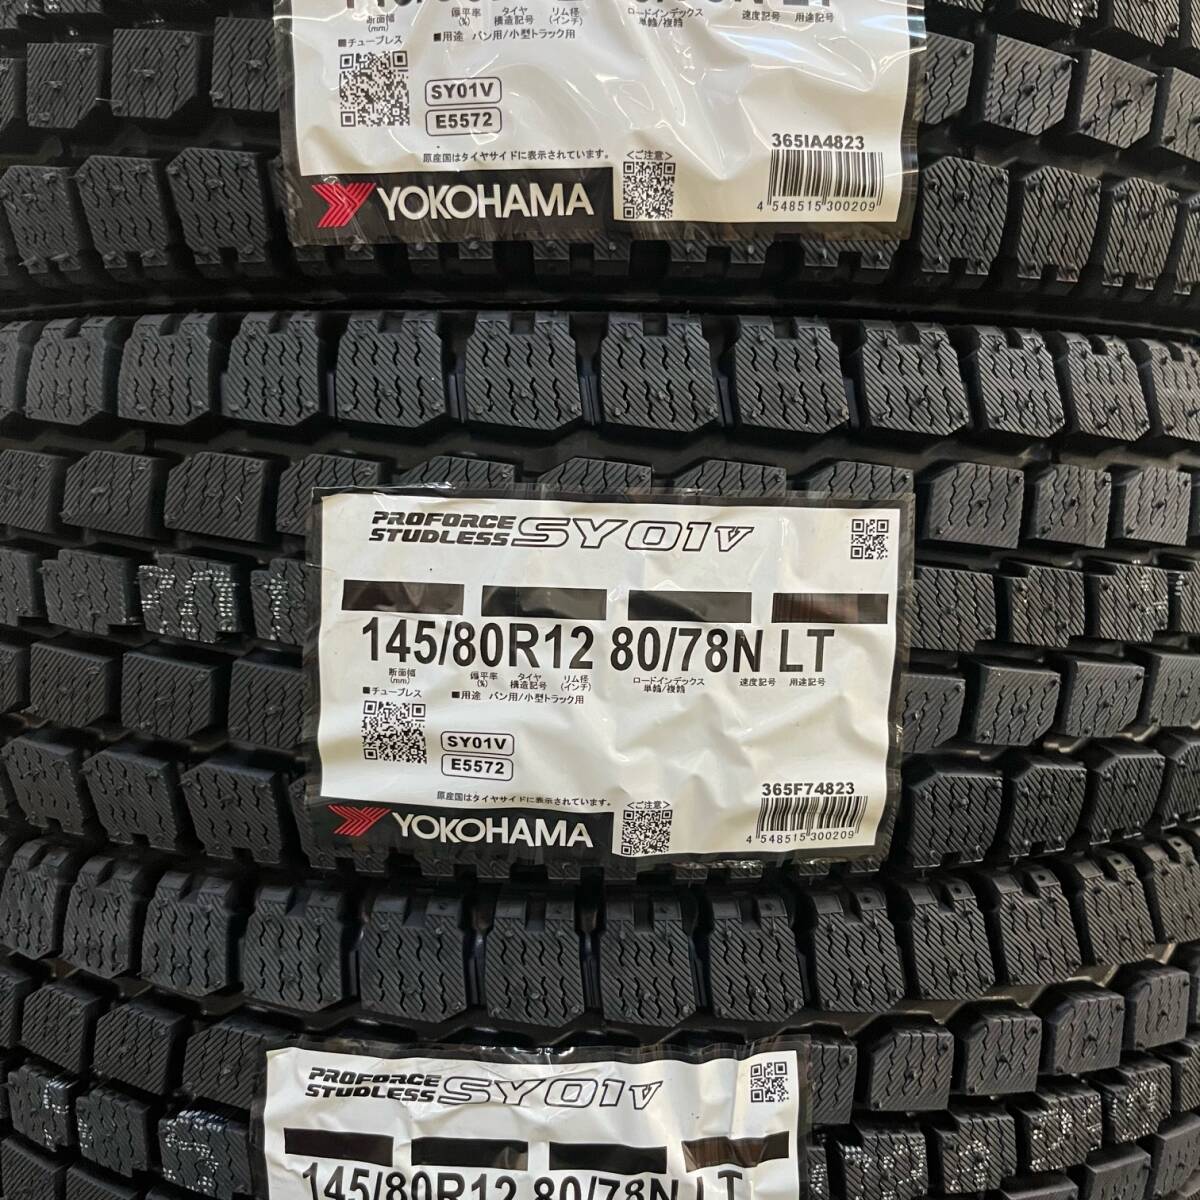 断面幅 偏平率 タイヤ リム径 ロードインデックス 速度記号 用途記号
(mm) (%) 構造記号 (インチ) 単輪/複輪
■チューブレス ■用途 バン用/小型トラック用
SY01V
E5572
365IA4823
原産国はタイヤサイドに表示されています。 <ご注意>
YOKOHAMA
4 548515 300209
PROFORCE
STUDLESS SY01V
145/80R12 80/78N LT
断面幅 偏平率 タイヤ リム径 ロードインデックス 速度記号 用途記号
(mm) (%) 構造記号 (インチ) 単輪/複輪
■チューブレス ■用途 バン用/小型トラック用
SY01V
E5572
365F74823
原産国はタイヤサイドに表示されています。 <ご注意>
YOKOHAMA
4 548515 300209
PROFORCE
STUDLESS SY01V
145/80R12 80/78N LT